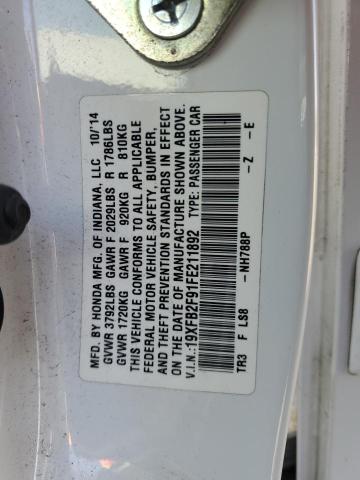 MFD. BY HONDA MFG. OF INDIANA, LLC 10/'14
GVWR 3792LBS GAWR F 2029LBS R 1786LBS
GVWR 1720KG GAWR F 920KG R 810KG
THIS VEHICLE CONFORMS TO ALL APPLICABLE
FEDERAL MOTOR VEHICLE SAFETY, BUMPER,
AND THEFT PREVENTION STANDARDS IN EFFECT
ON THE DATE OF MANUFACTURE SHOWN ABOVE.
V.I.N.:19XFB2F91FE211892 TYPE: PASSENGER CAR
TR3 F LS8 -NH788P -Z -E